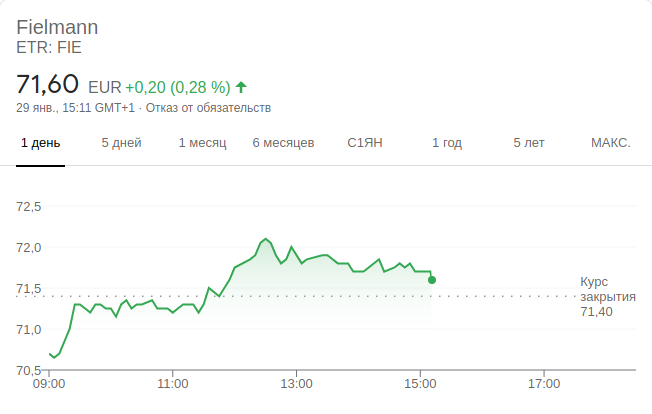 Fielmann
ETR: FIE
71,60 EUR +0,20 (0,28 %)
29 янв., 15:11 GMT+1 · Отказ от обязательств
1 день 5 дней 1 месяц 6 месяцев С1ЯН 1 год 5 лет МАКС.
72,5
72,0
71,5
71,0
70,5
Курс
закрытия
71,40
09:00 11:00 13:00 15:00 17:00